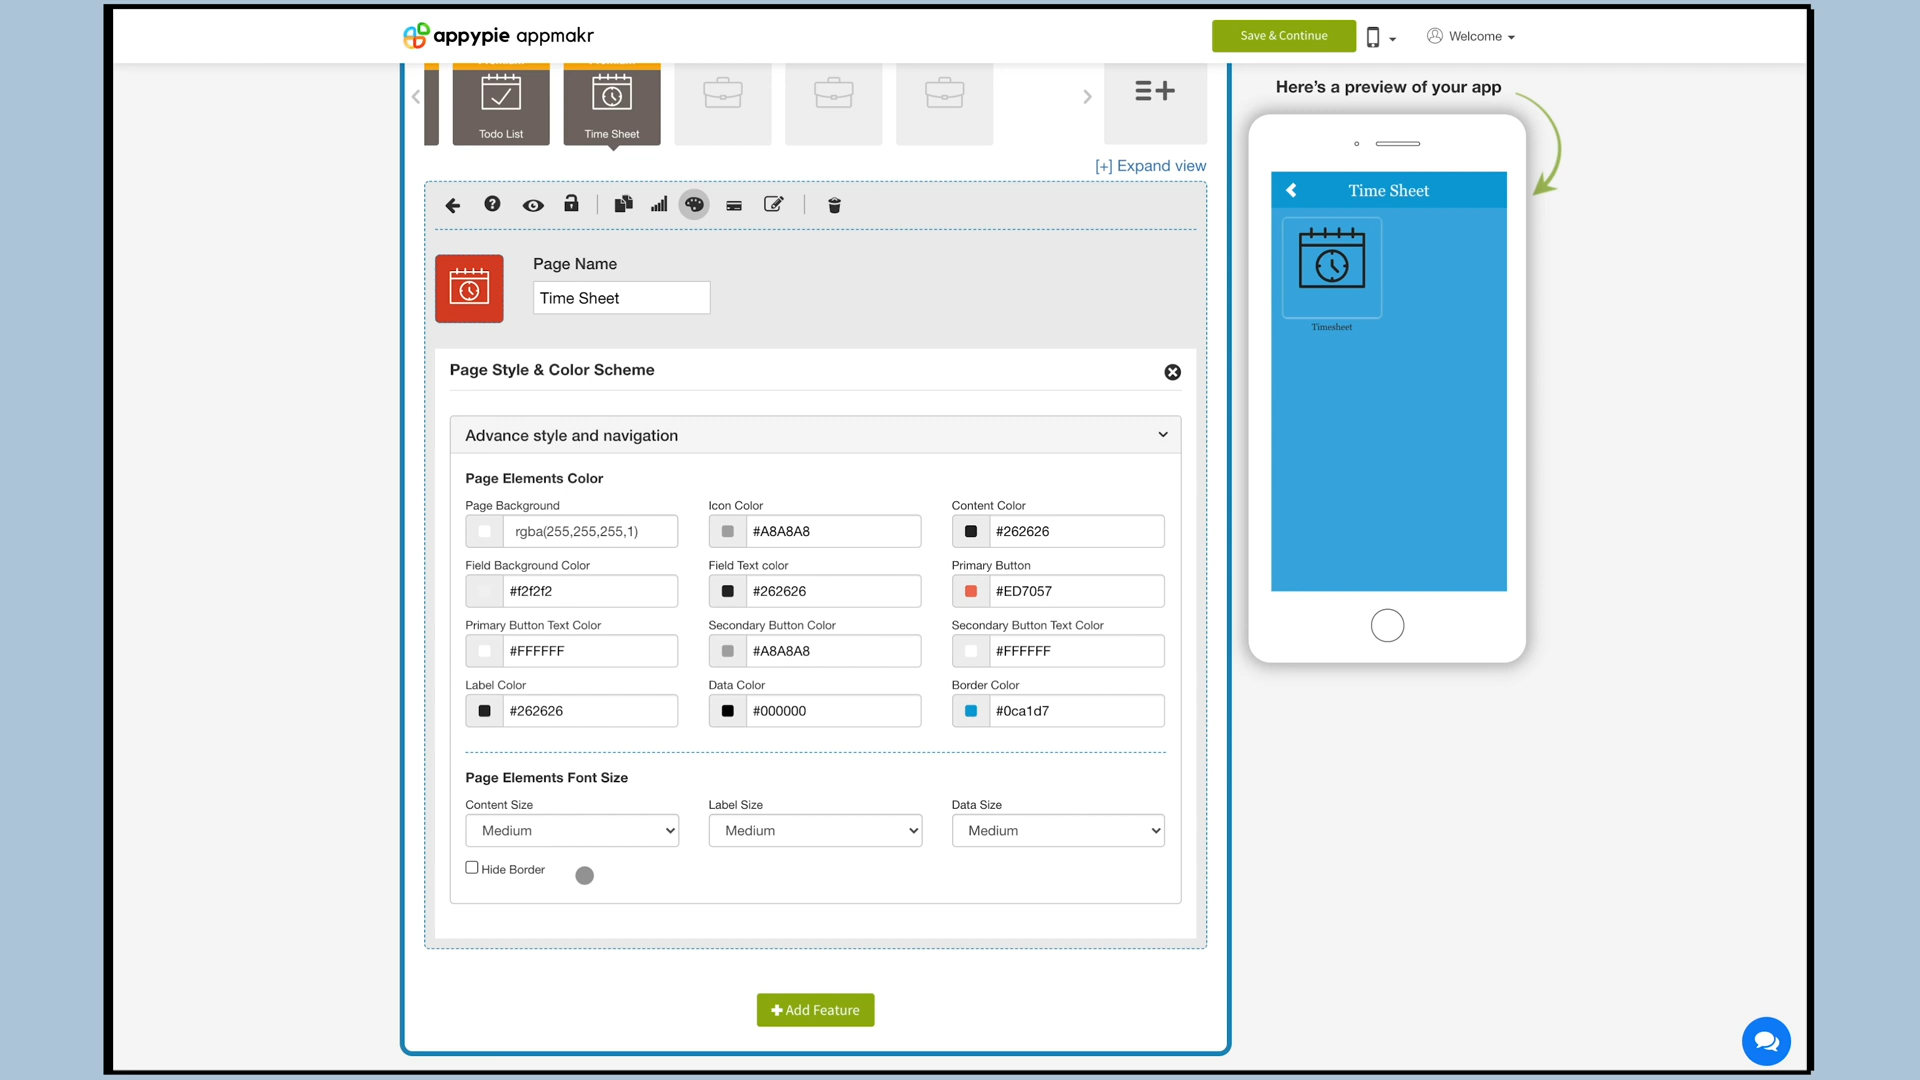 appypie appmakr
Save & Continue
Welcome
Here's a preview of your app
Todo List
Time Sheet
[+] Expand view
Time Sheet
Timesheet
Page Name
Time Sheet
Page Style & Color Scheme
Advance style and navigation
Page Elements Color
Page Background
Icon Color
Content Color
rgba(255,255,255,1)
#A8A8A8
#262626
Field Background Color
Field Text color
Primary Button
#f2f2f2
#262626
#ED7057
Primary Button Text Color
Secondary Button Color
Secondary Button Text Color
#FFFFFF
#A8A8A8
#FFFFFF
Label Color
Data Color
Border Color
#262626
#000000
#0ca1d7
Page Elements Font Size
Content Size
Label Size
Data Size
Medium
Medium
Medium
Hide Border
Add Feature